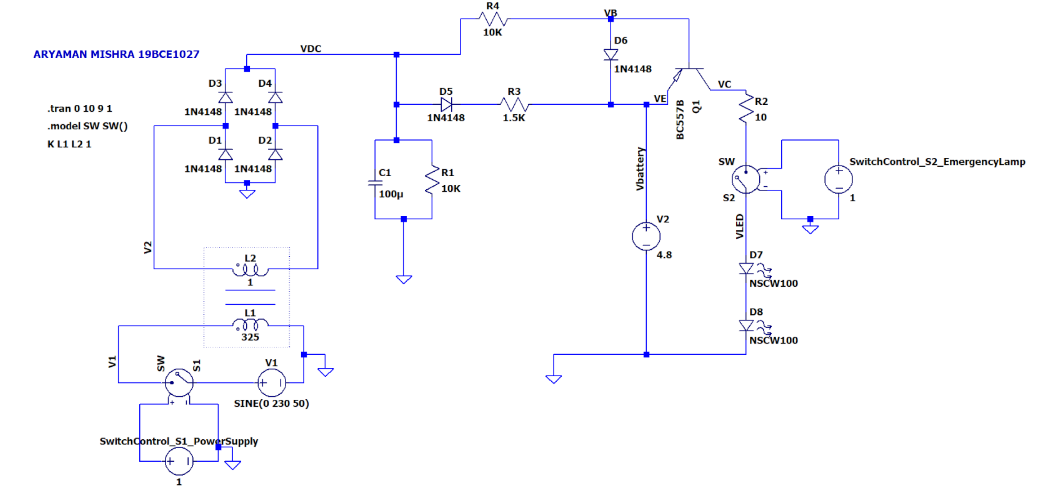 R4
10K
VB
ARYAMAN MISHRA 19BCE1027
VDC
D6
1N4148
D3
D4
1N4148
1N4148
D5
R3
VE
VC
R2
10
.tran 0 10 9 1
.model SW SW()
K L1 L2 1
1N4148
1.5K
BC557B
Q1
D1
D2
1N4148
1N4148
C1
100µ
R1
10K
Vbattery
SW
S2
+
–
SwitchControl_S2_EmergencyLamp
+
–
1
V2
+
–
4.8
VLED
V2
L2
1
D7
NSCW100
L1
325
D8
NSCW100
V1
SW
S1
V1
+
–
SINE(0 230 50)
+
–
SwitchControl_S1_PowerSupply
+
–
1